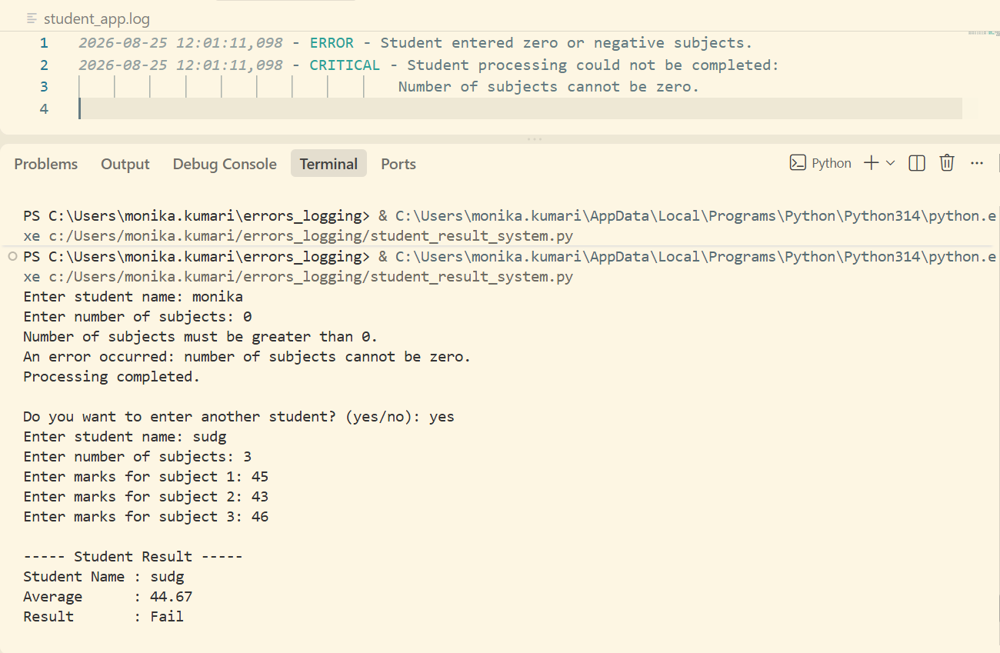 student_app.log
1 2026-08-25 12:01:11,098 - ERROR - Student entered zero or negative subjects.
2 2026-08-25 12:01:11,098 - CRITICAL - Student processing could not be completed:
3 Number of subjects cannot be zero.
4
Problems Output Debug Console Terminal Ports Python
PS C:\Users\monika.kumari\errors_logging> & C:\Users\monika.kumari\AppData\Local\Programs\Python\Python314\python.e
xe c:/Users/monika.kumari/errors_logging/student_result_system.py
PS C:\Users\monika.kumari\errors_logging> & C:\Users\monika.kumari\AppData\Local\Programs\Python\Python314\python.e
xe c:/Users/monika.kumari/errors_logging/student_result_system.py
Enter student name: monika
Enter number of subjects: 0
Number of subjects must be greater than 0.
An error occurred: number of subjects cannot be zero.
Processing completed.
Do you want to enter another student? (yes/no): yes
Enter student name: sudg
Enter number of subjects: 3
Enter marks for subject 1: 45
Enter marks for subject 2: 43
Enter marks for subject 3: 46
----- Student Result -----
Student Name : sudg
Average : 44.67
Result : Fail